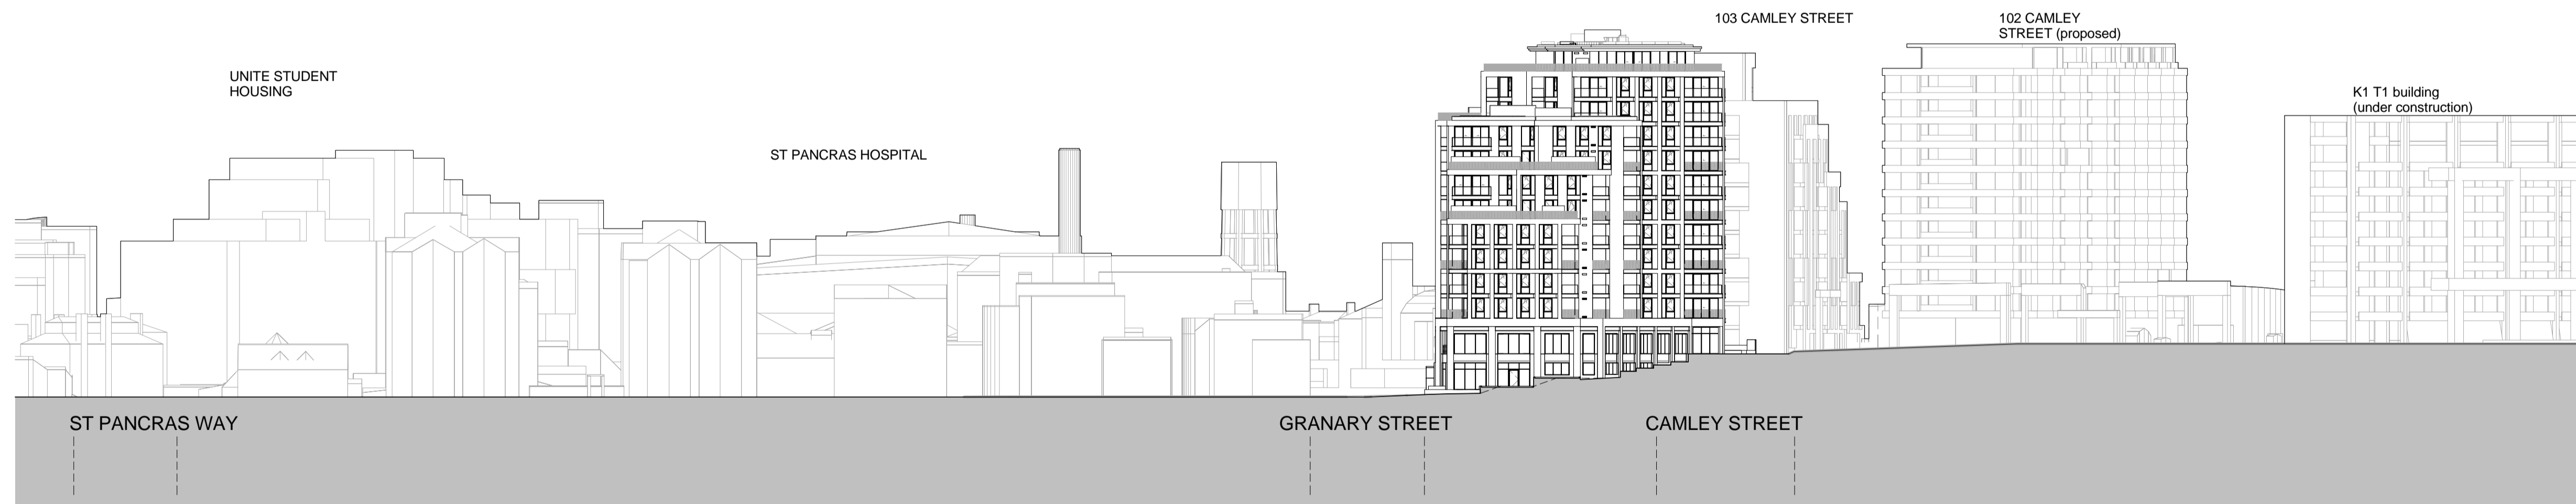 UNITE STUDENT
HOUSING
ST PANCRAS HOSPITAL
103 CAMLEY STREET
102 CAMLEY
STREET (proposed)
K1 T1 building
(under construction)
ST PANCRAS WAY
GRANARY STREET
CAMLEY STREET